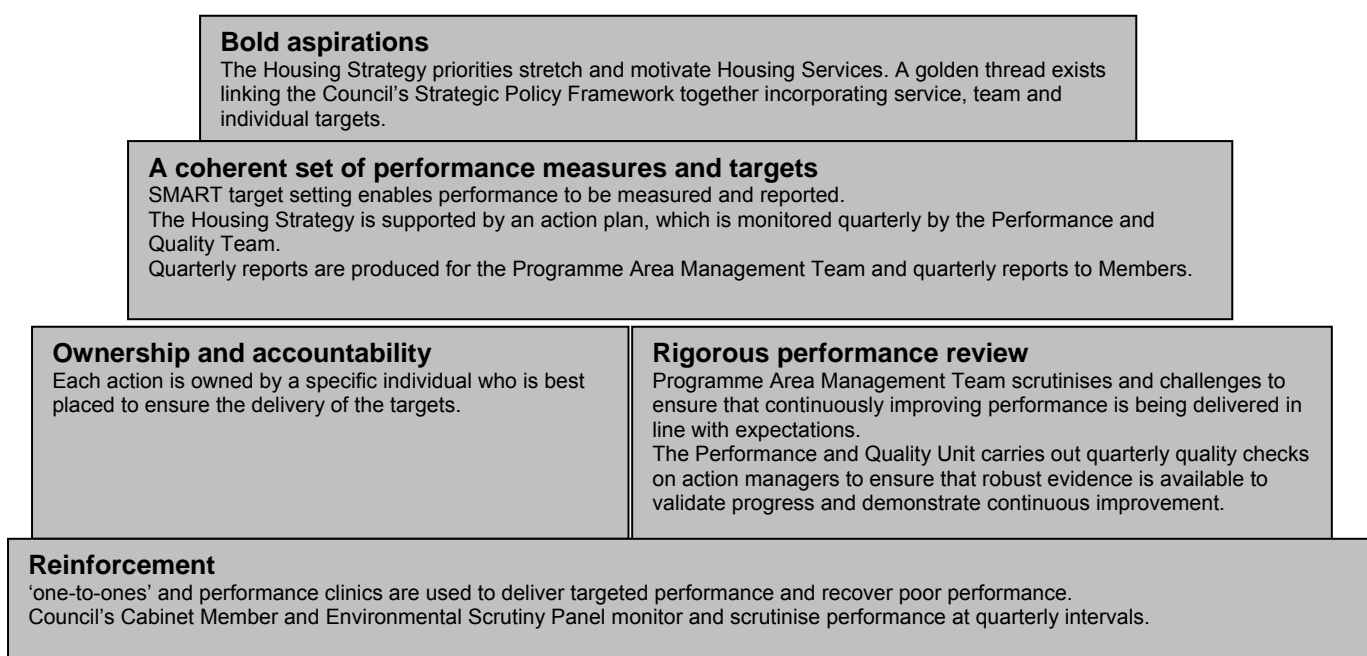 Bold aspirations
The Housing Strategy priorities stretch and motivate Housing Services. A golden thread exists
linking the Council's Strategic Policy Framework together incorporating service, team and
individual targets.
A coherent set of performance measures and targets
SMART target setting enables performance to be measured and reported.
The Housing Strategy is supported by an action plan, which is monitored quarterly by the Performance and
Quality Team.
Quarterly reports are produced for the Programme Area Management Team and quarterly reports to Members.
Ownership and accountability
Each action is owned by a specific individual who is best
placed to ensure the delivery of the targets.
Rigorous performance review
Programme Area Management Team scrutinises and challenges to
ensure that continuously improving performance is being delivered in
line with expectations.
The Performance and Quality Unit carries out quarterly quality checks
on action managers to ensure that robust evidence is available to
validate progress and demonstrate continuous improvement.
Reinforcement
‘one-to-ones’ and performance clinics are used to deliver targeted performance and recover poor performance.
Council’s Cabinet Member and Environmental Scrutiny Panel monitor and scrutinise performance at quarterly intervals.